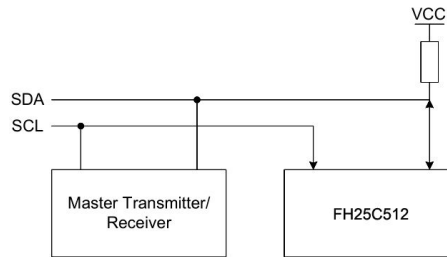 VCC
SDA
SCL
Master Transmitter/
Receiver
FH25C512